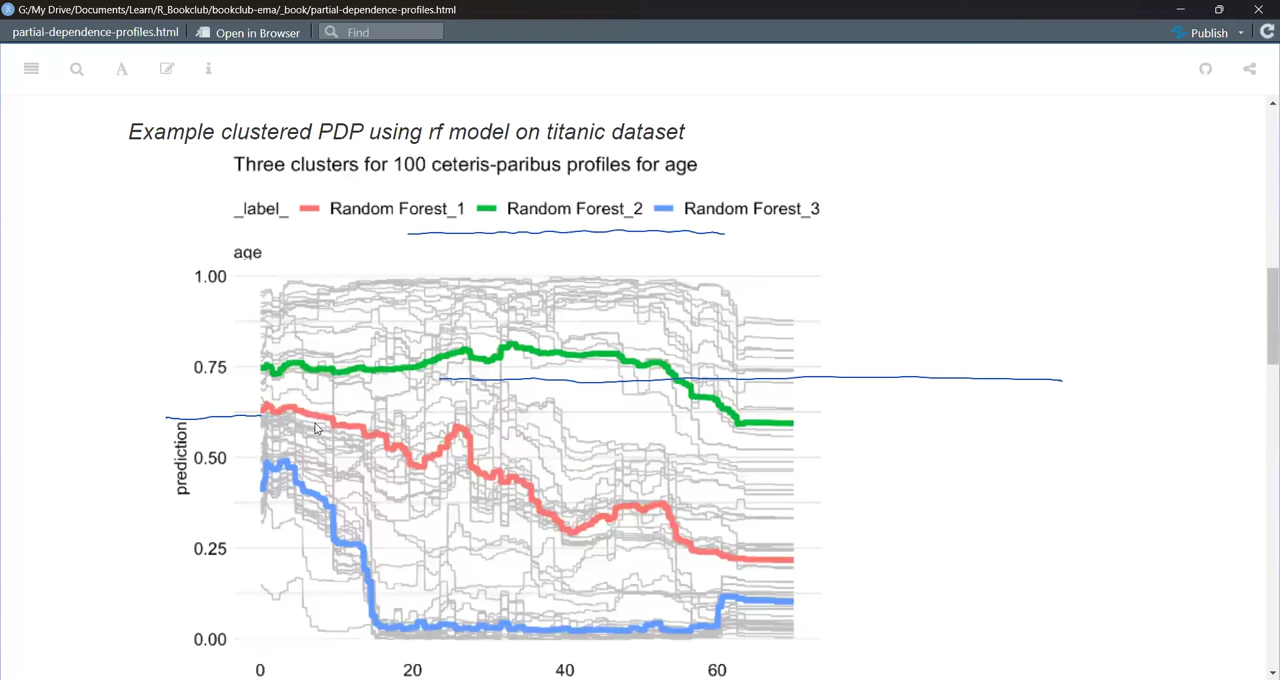 G:/My Drive/Documents/Learn/R_Bookclub/bookclub-ema/_book/partial-dependence-profiles.html
partial-dependence-profiles.html Open in Browser Find Publish
Example clustered PDP using rf model on titanic dataset
Three clusters for 100 ceteris-paribus profiles for age
_label_ Random Forest_1 Random Forest_2 Random Forest_3
age
1.00
0.75
0.50
0.25
0.00
prediction
0 20 40 60